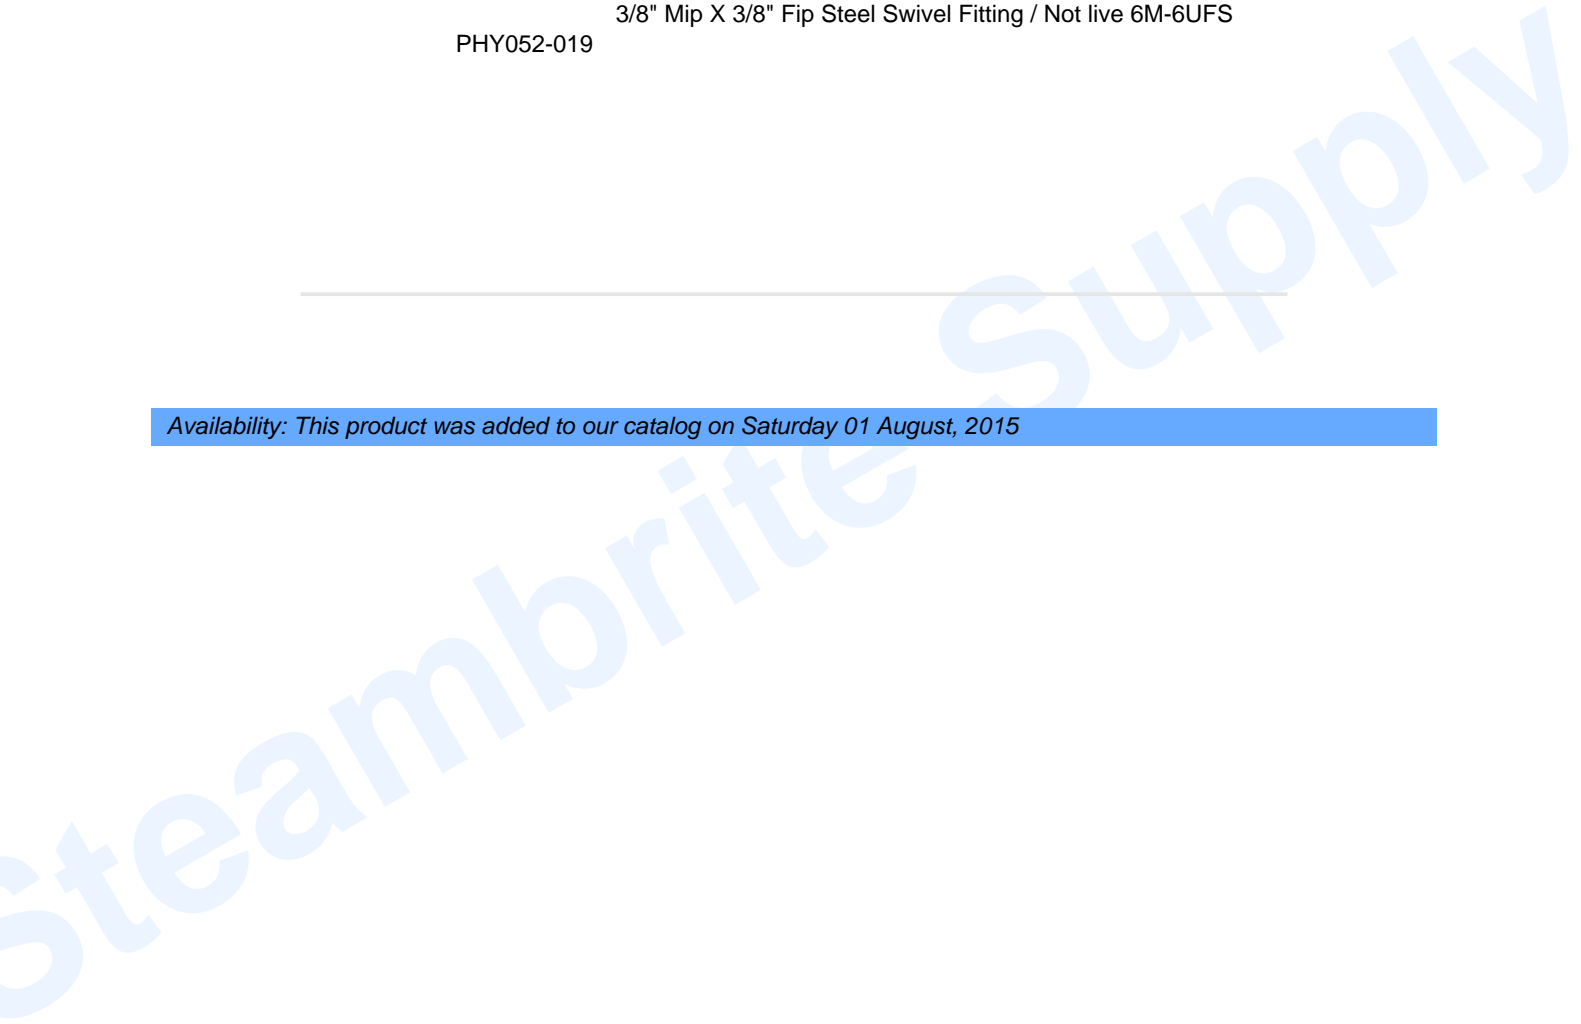 3/8" Mip X 3/8" Fip Steel Swivel Fitting / Not live 6M-6UFS
PHY052-019
Availability: This product was added to our catalog on Saturday 01 August, 2015
Steambrite Supply